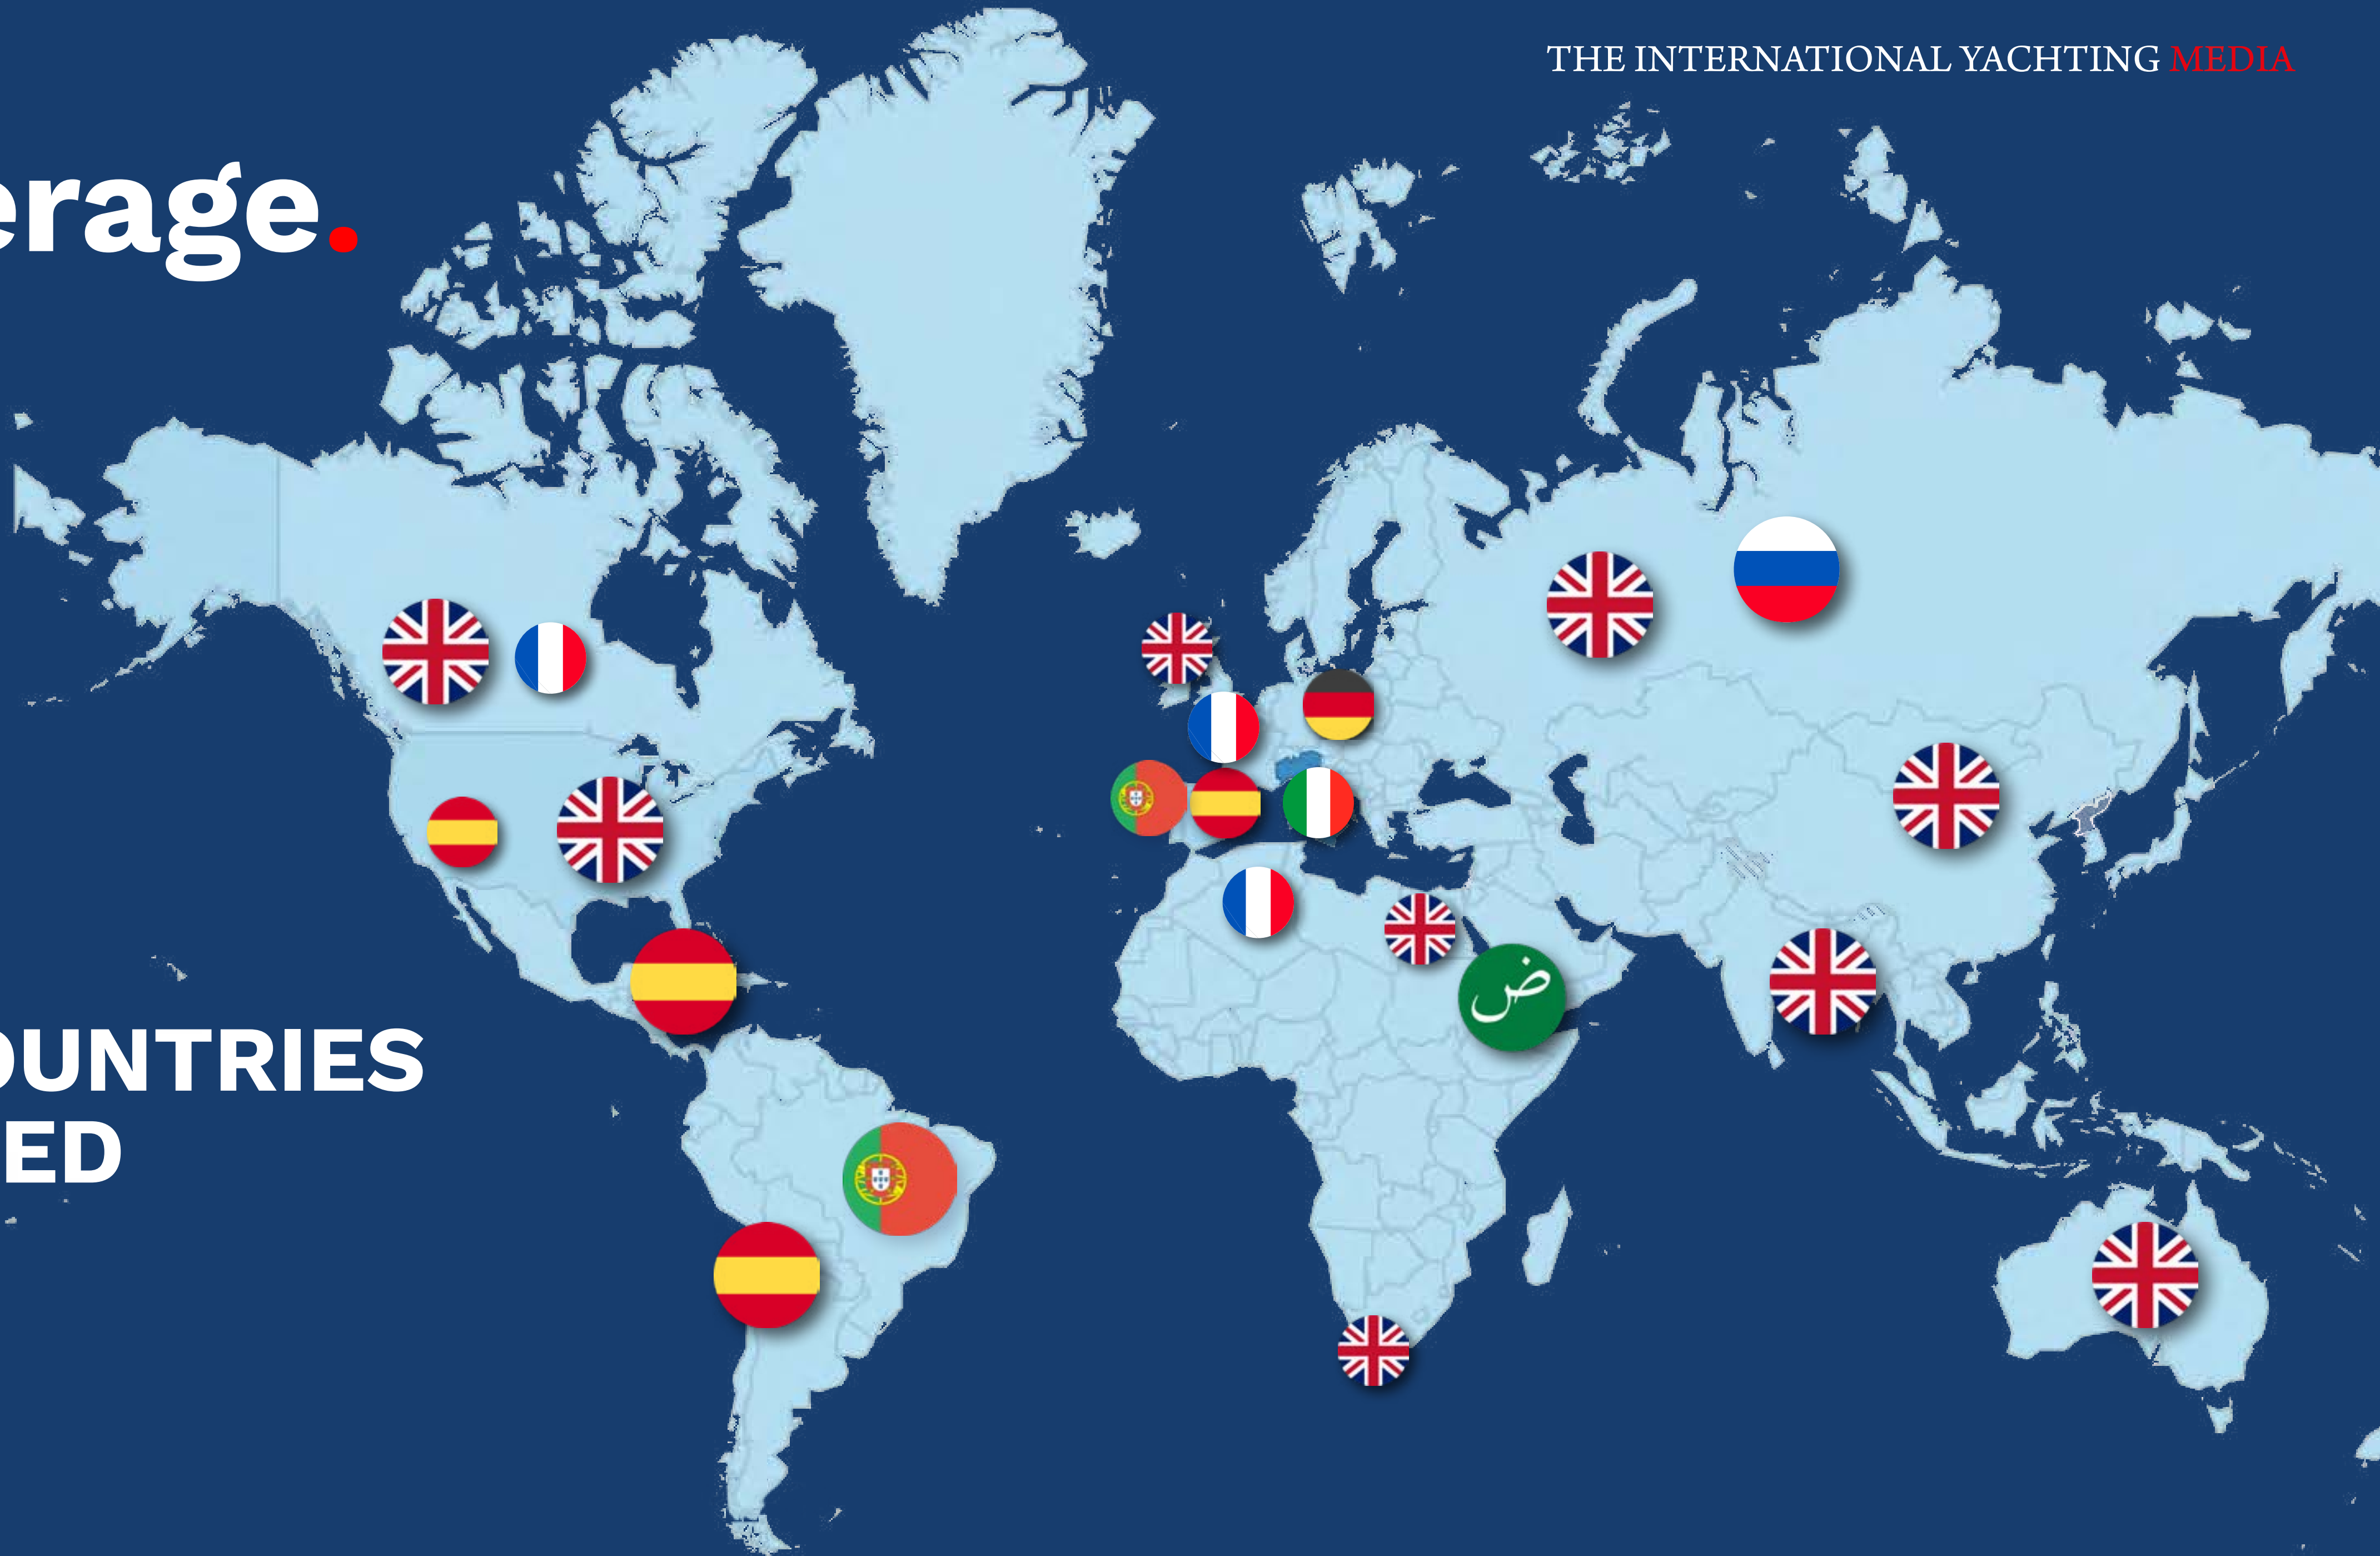 THE INTERNATIONAL YACHTING MEDIA
erage.
ض
OUNTRIES
ED